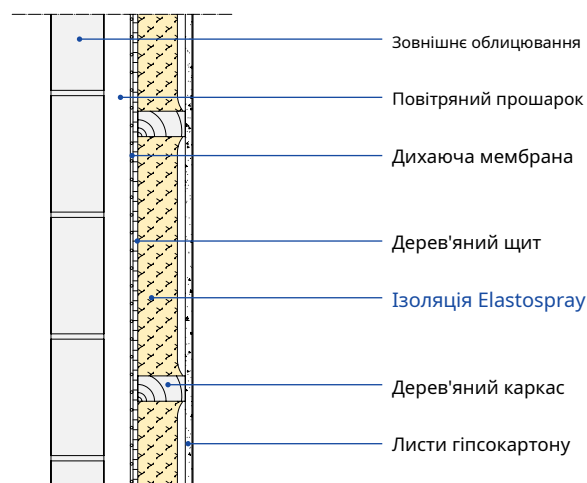 Зовнішнє облицювання
Повітряний прошарок
Дихаюча мембрана
Дерев'яний щит
Ізоляція Elastospray
Дерев'яний каркас
Листи гіпсокартону